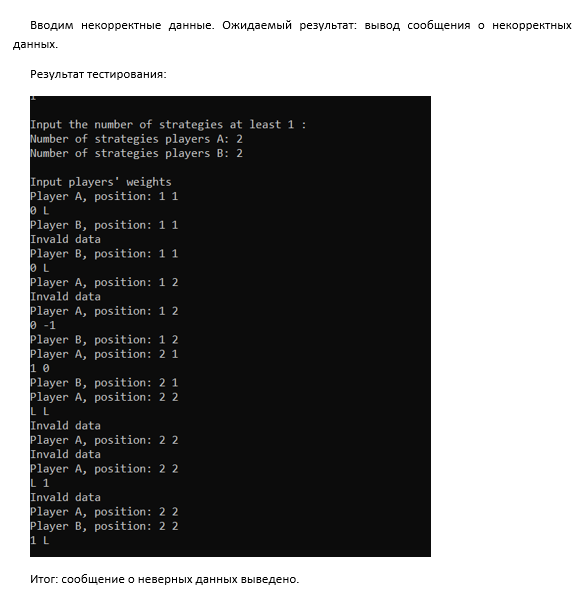 Вводим некорректные данные. Ожидаемый результат: вывод сообщения о некорректных
данных.
Результат тестирования:
Input the number of strategies at least 1 :
Number of strategies players A: 2
Number of strategies players B: 2
Input players' weights
Player A, position: 1 1
0 L
Player B, position: 1 1
Invald data
Player B, position: 1 1
0 L
Player A, position: 1 2
Invald data
Player A, position: 1 2
0 -1
Player B, position: 1 2
Player A, position: 2 1
1 0
Player B, position: 2 1
Player A, position: 2 2
L L
Invald data
Player A, position: 2 2
Invald data
Player A, position: 2 2
L 1
Invald data
Player A, position: 2 2
Player B, position: 2 2
1 L
Итог: сообщение о неверных данных выведено.